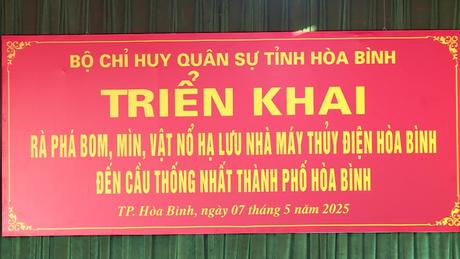 BỘ CHỈ HUY QUÂN SỰ TỈNH HÒA BÌNH
TRIỂN KHAI
RÀ PHÁ BOM, MÌN, VẬT NỔ HẠ LƯU NHÀ MÁY THỦY ĐIỆN HÒA BÌNH
ĐẾN CẦU THỐNG NHẤT THÀNH PHỐ HÒA BÌNH
TP. Hòa Bình, ngày 07 tháng 5 năm 2025